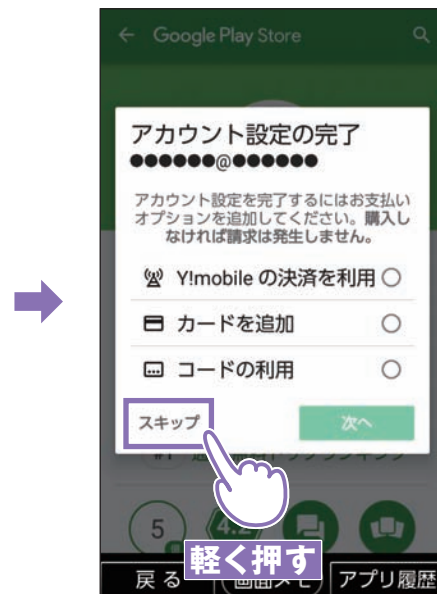 Google Play Store
アカウント設定の完了
●●●●●●@●●●●●●
アカウント設定を完了するにはお支払い
オプションを追加してください。購入し
なければ請求は発生しません。
Y!mobile の決済を利用
カードを追加
コードの利用
スキップ
次へ
5
4.2
軽く押す
戻る
画面メモ
アプリ履歴